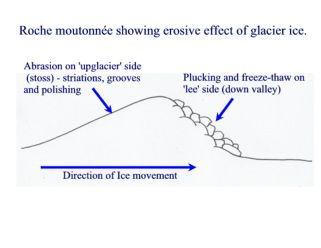 Roche moutonnée showing erosive effect of glacier ice.
Abrasion on 'upglacier' side
(stoss) - striations, grooves
and polishing
Plucking and freeze-thaw on
'lee' side (down valley)
Direction of Ice movement